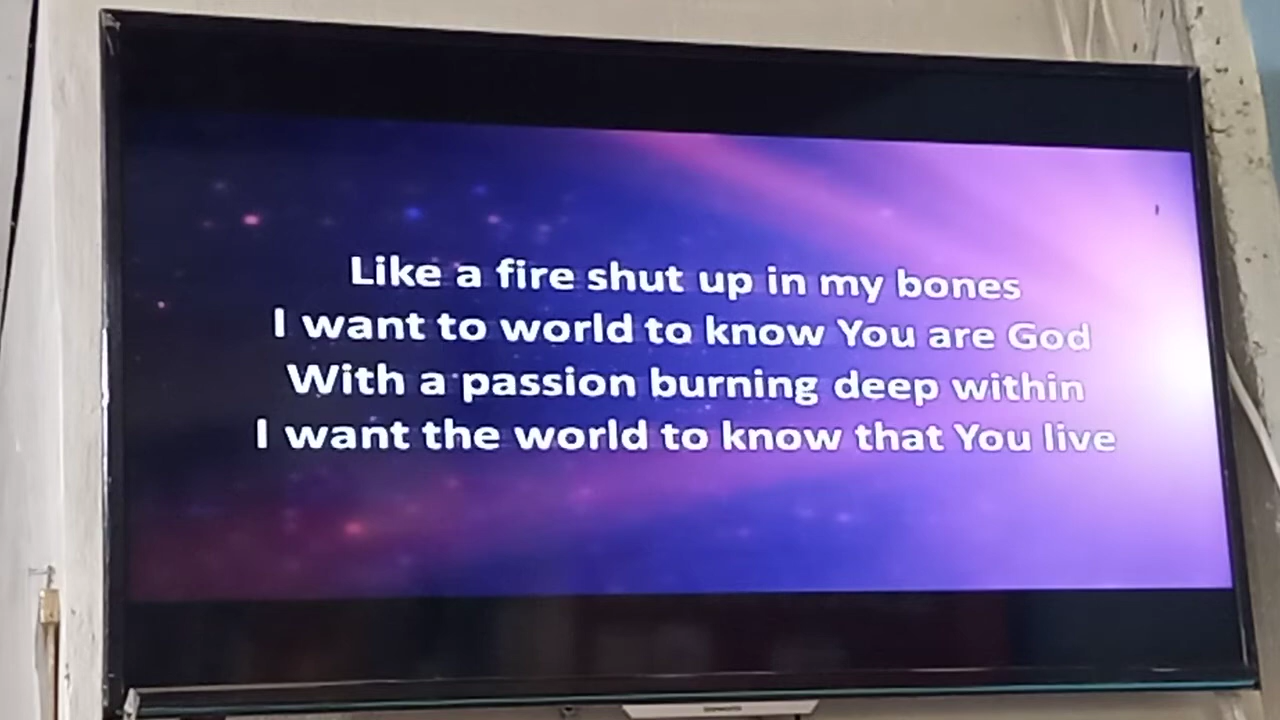 Like a fire shut up in my bones
I want to world to know You are God
With a passion burning deep within
I want the world to know that You live